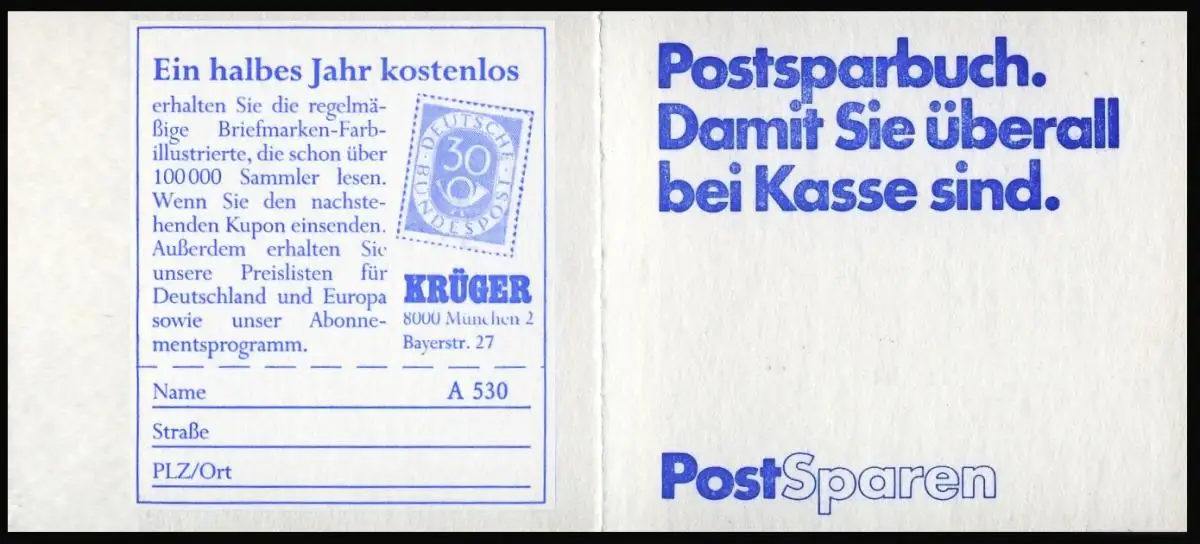 Ein halbes Jahr kostenlos
erhalten Sie die regelmä-
ßige Briefmarken-Farb-
illustrierte, die schon über
100000 Sammler lesen.
Wenn Sie den nachste-
henden Kupon einsenden.
Außerdem erhalten Sie
unsere Preislisten für
Deutschland und Europa
sowie unser Abonne-
mentsprogramm.
DEUTSCHE
BUNDESPOST
30
KRÜGER
8000 München 2
Bayerstr. 27
Name A 530
Straße
PLZ/Ort
Postsparbuch.
Damit Sie überall
bei Kasse sind.
PostSparen